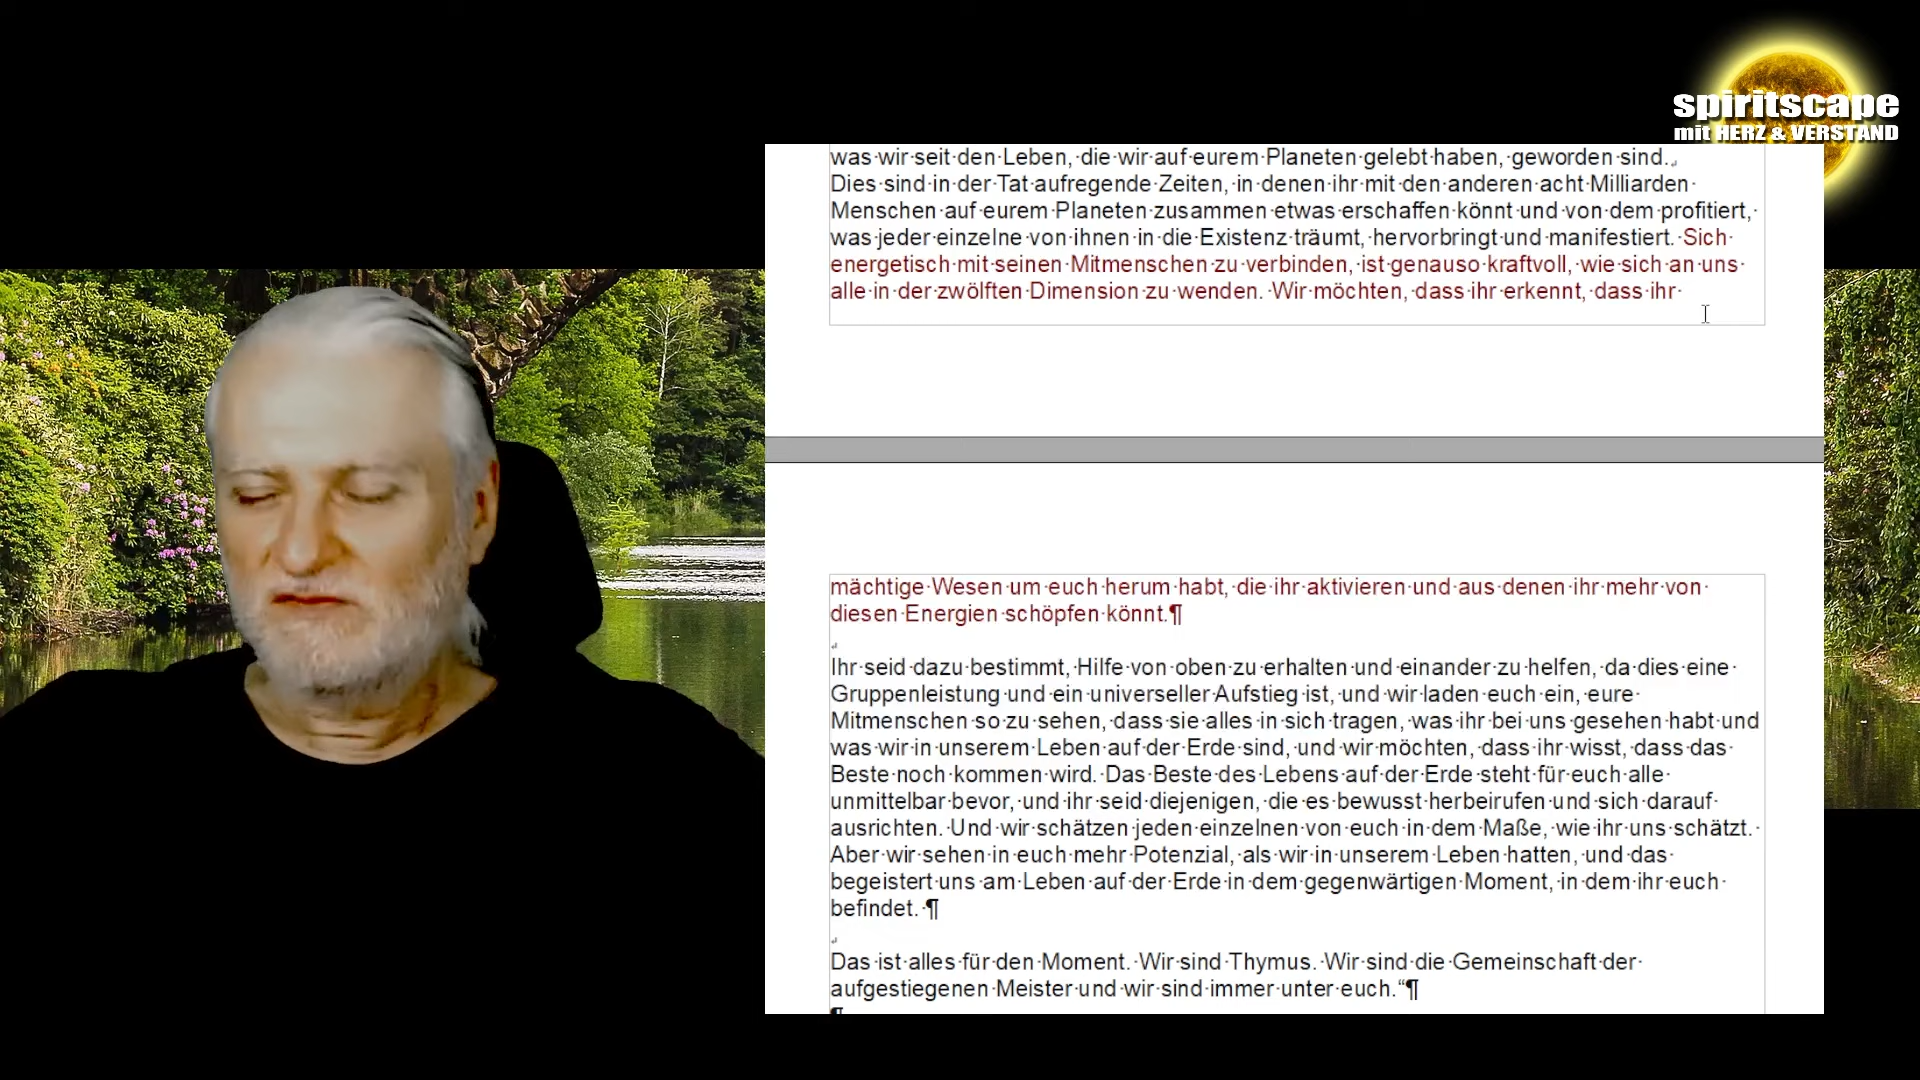 spiritscape
mit HERZ & VERSTAND
was wir seit den Leben, die wir auf eurem Planeten gelebt haben, geworden sind.
Dies sind in der Tat aufregende Zeiten, in denen ihr mit den anderen acht Milliarden
Menschen auf eurem Planeten zusammen etwas erschaffen könnt und von dem profitiert,
was jeder einzelne von ihnen in die Existenz träumt, hervorbringt und manifestiert. Sich
energetisch mit seinen Mitmenschen zu verbinden, ist genauso kraftvoll, wie sich an uns
alle in der zwölften Dimension zu wenden. Wir möchten, dass ihr erkennt, dass ihr
mächtige Wesen um euch herum habt, die ihr aktivieren und aus denen ihr mehr von
diesen Energien schöpfen könnt.¶
Ihr seid dazu bestimmt, Hilfe von oben zu erhalten und einander zu helfen, da dies eine
Gruppenleistung und ein universeller Aufstieg ist, und wir laden euch ein, eure
Mitmenschen so zu sehen, dass sie alles in sich tragen, was ihr bei uns gesehen habt und
was wir in unserem Leben auf der Erde sind, und wir möchten, dass ihr wisst, dass das
Beste noch kommen wird. Das Beste des Lebens auf der Erde steht für euch alle
unmittelbar bevor, und ihr seid diejenigen, die es bewusst herbeirufen und sich darauf
ausrichten. Und wir schätzen jeden einzelnen von euch in dem Maße, wie ihr uns schätzt.
Aber wir sehen in euch mehr Potenzial, als wir in unserem Leben hatten, und das
begeistert uns am Leben auf der Erde in dem gegenwärtigen Moment, in dem ihr euch
befindet. ¶
Das ist alles für den Moment. Wir sind Thymus. Wir sind die Gemeinschaft der
aufgestiegenen Meister und wir sind immer unter euch.“¶